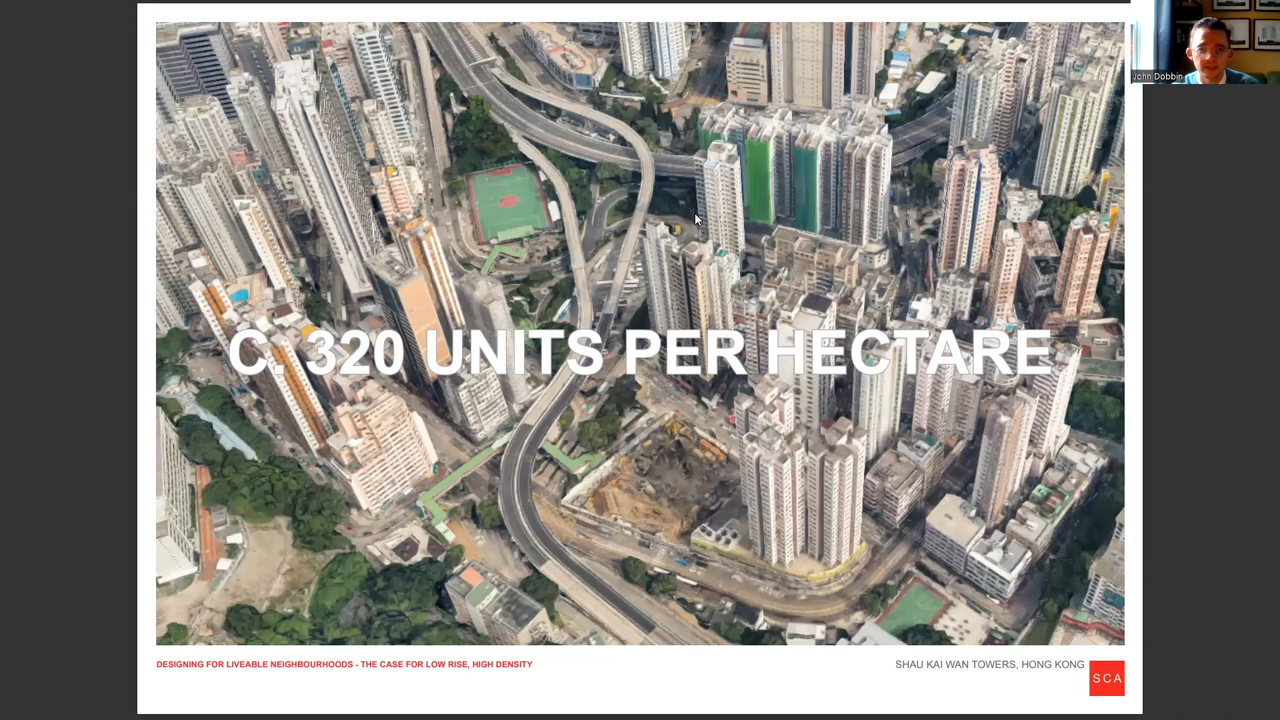 John Dobbin
C. 320 UNITS PER HECTARE
DESIGNING FOR LIVEABLE NEIGHBOURHOODS - THE CASE FOR LOW RISE, HIGH DENSITY
SHAU KAI WAN TOWERS, HONG KONG
SCA